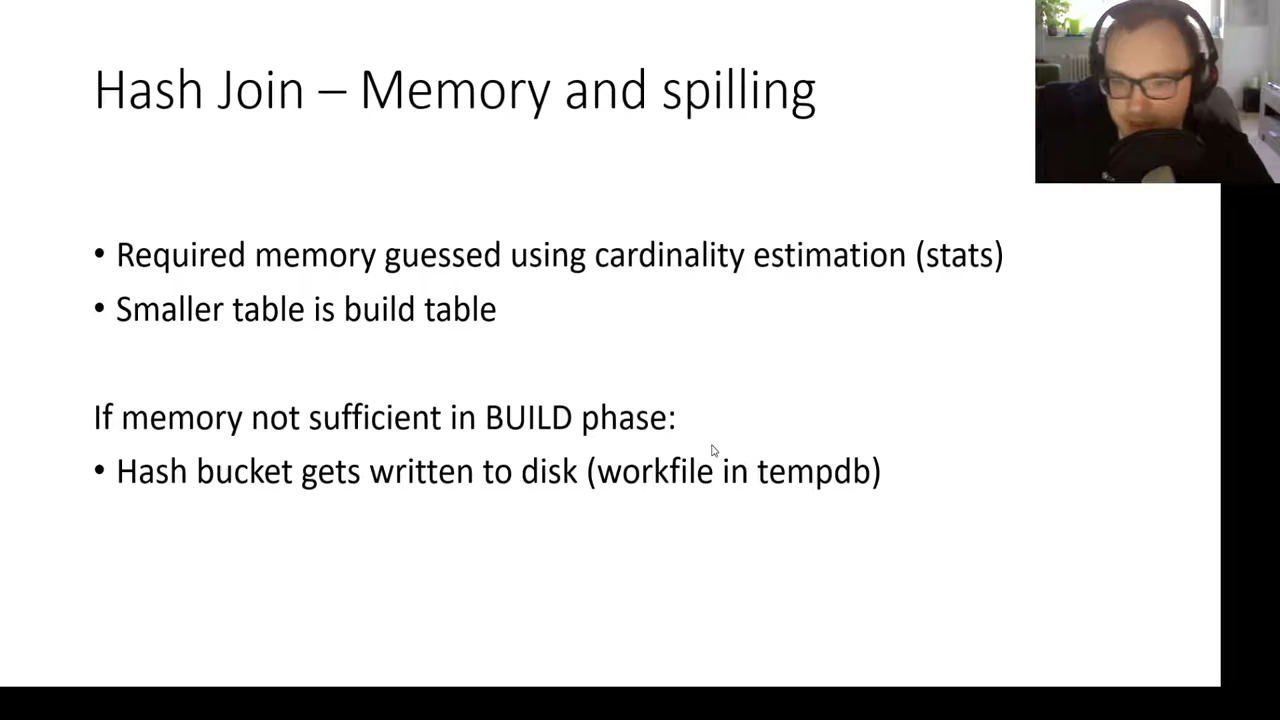 Hash Join – Memory and spilling
• Required memory guessed using cardinality estimation (stats)
• Smaller table is build table
If memory not sufficient in BUILD phase:
• Hash bucket gets written to disk (workfile in tempdb)